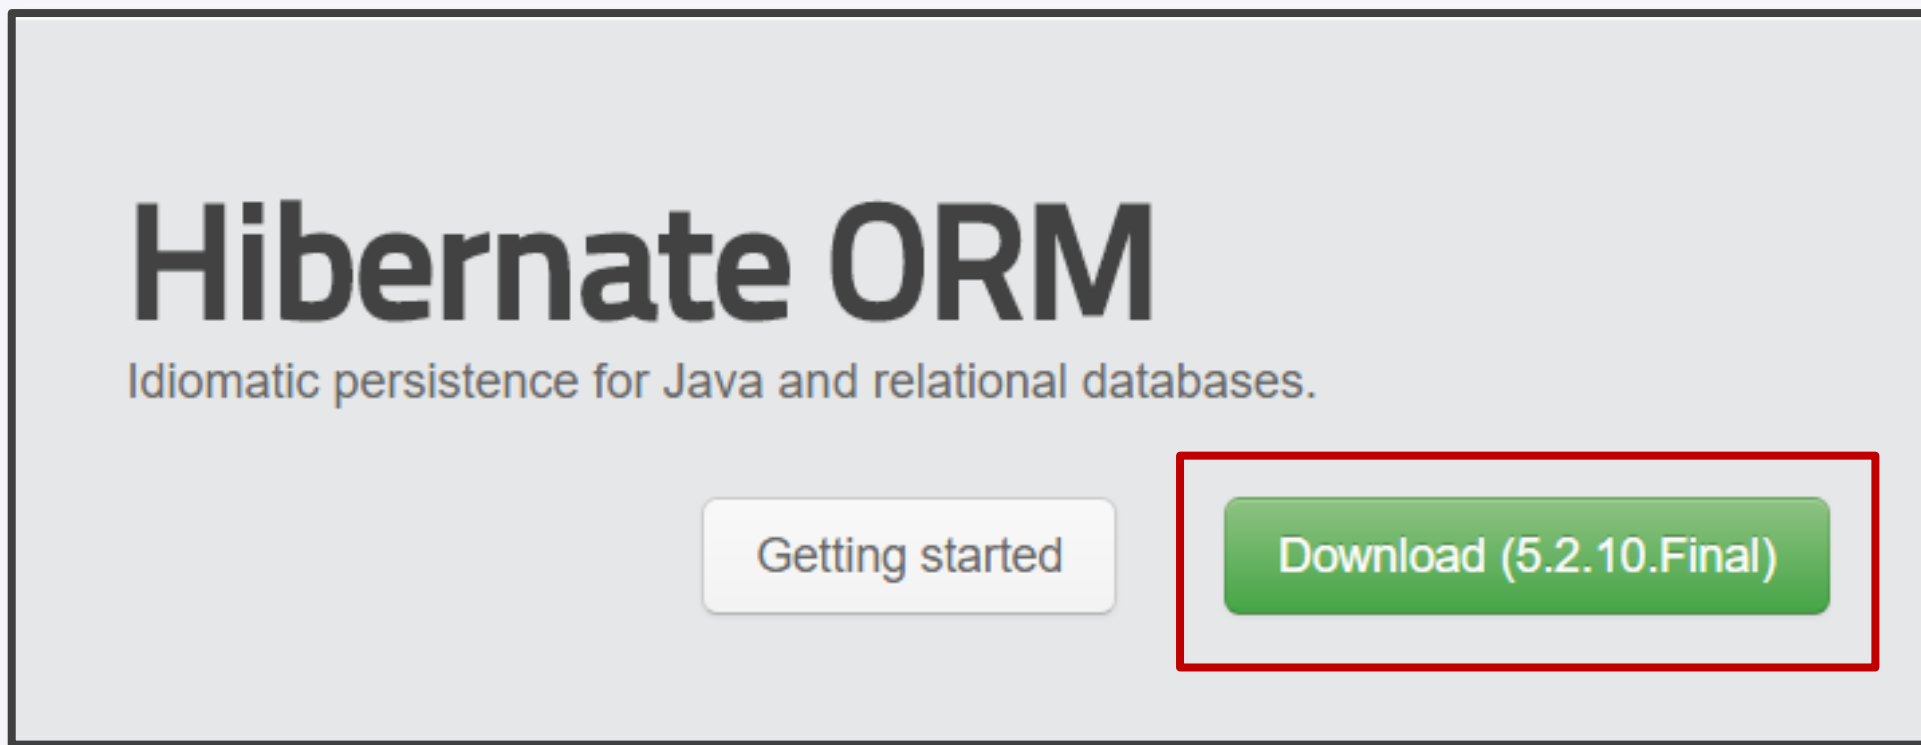 Hibernate ORM
Idiomatic persistence for Java and relational databases.
Getting started
Download (5.2.10.Final)